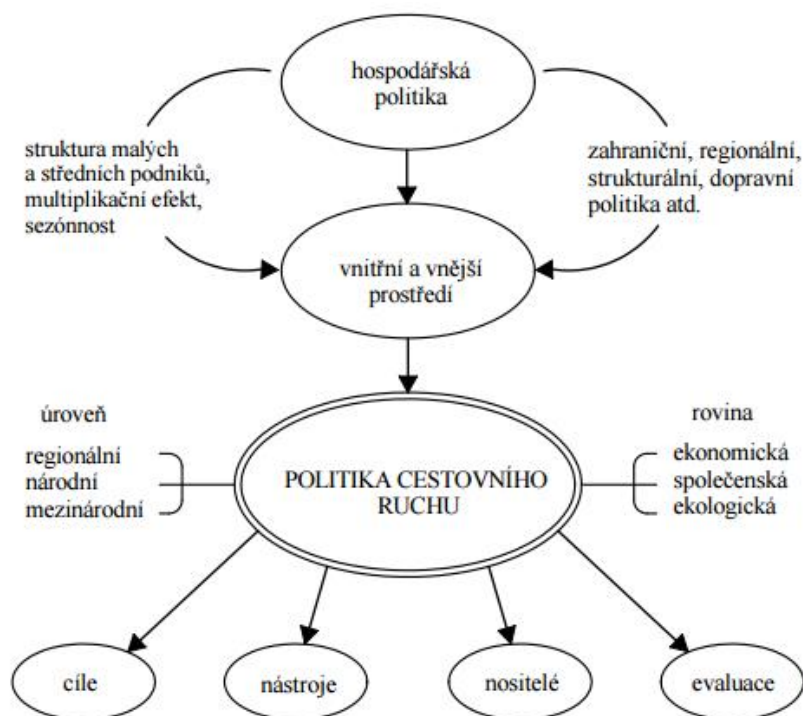 hospodářská
politika
struktura malých
a středních podniků,
multiplikační efekt,
sezónnost
zahraniční, regionální,
strukturální, dopravní
politika atd.
vnitřní a vnější
prostředí
úroveň
regionální
národní
mezinárodní
POLITIKA CESTOVNÍHO
RUCHU
rovina
ekonomická
společenská
ekologická
cíle
nástroje
nositelé
evaluace